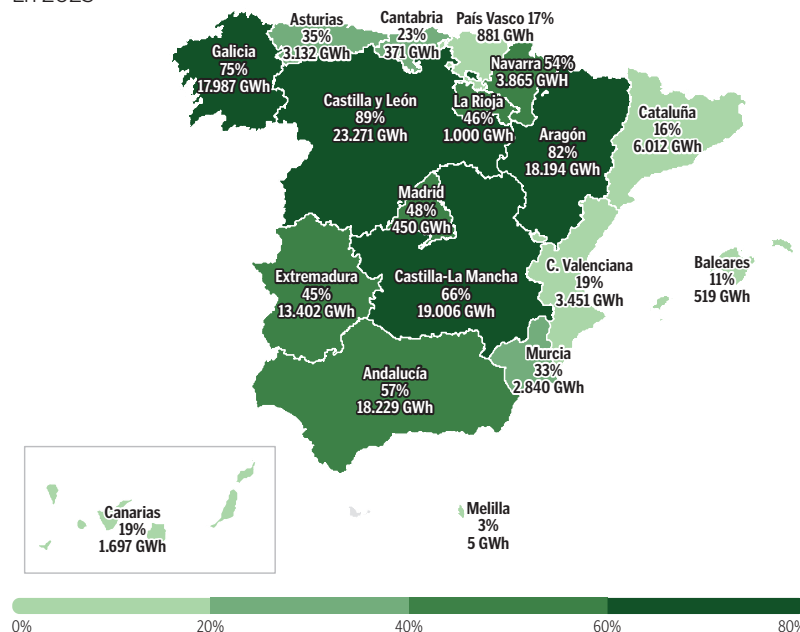 Asturias
35%
3.132 GWh
Cantabria
23%
371 GWh
País Vasco 17%
881 GWh
Galicia
75%
17.987 GWh
Navarra 54%
3.865 GWH
Castilla y León
89%
23.271 GWh
La Rioja
46%
1.000 GWh
Aragón
82%
18.194 GWh
Cataluña
16%
6.012 GWh
Madrid
48%
450 GWh
Extremadura
45%
13.402 GWh
Castilla-La Mancha
66%
19.006 GWh
C. Valenciana
19%
3.451 GWh
Baleares
11%
519 GWh
Murcia
33%
2.840 GWh
Andalucía
57%
18.229 GWh
Canarias
19%
1.697 GWh
Melilla
3%
5 GWh
0% 20% 40% 60% 80%